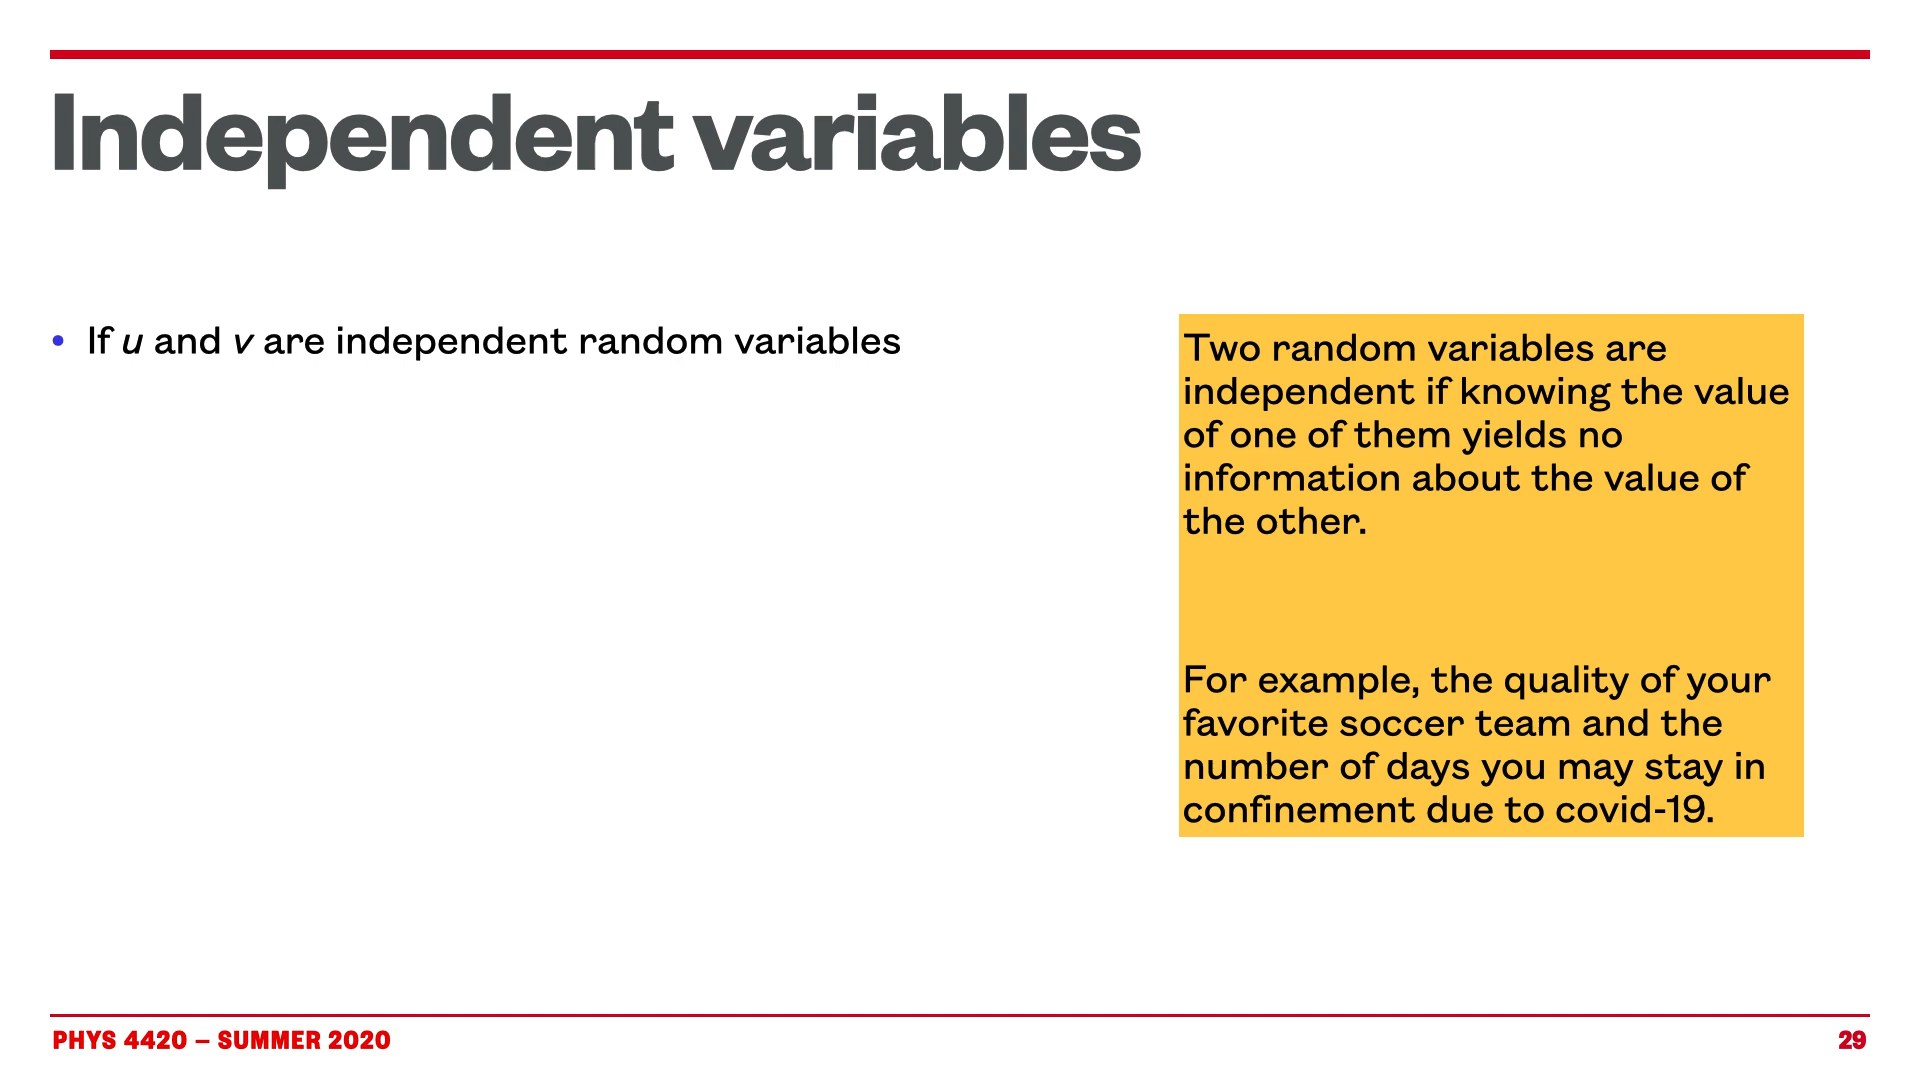 Independent variables
• If u and v are independent random variables
Two random variables are
independent if knowing the value
of one of them yields no
information about the value of
the other.
For example, the quality of your
favorite soccer team and the
number of days you may stay in
confinement due to covid-19.
PHYS 4420 – SUMMER 2020
29